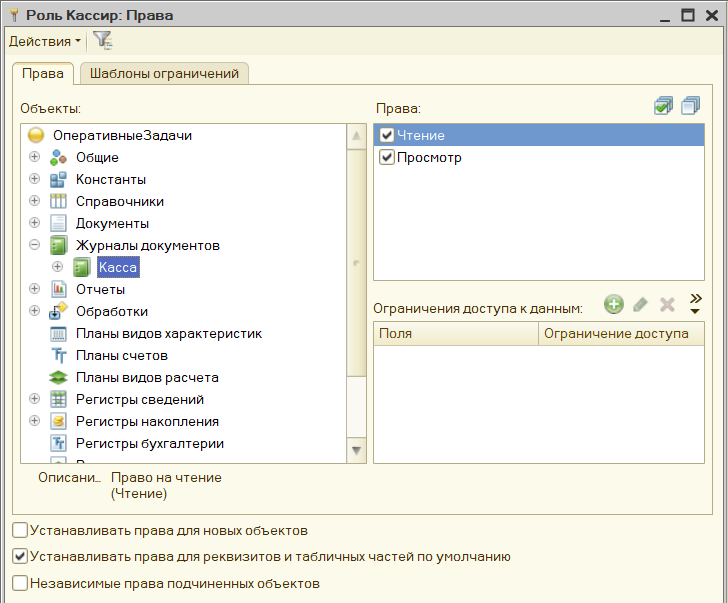 Роль Кассир: Права
Действия
Права
Шаблоны ограничений
Объекты:
ОперативныеЗадачи
Общие
Константы
Справочники
Документы
Журналы документов
Касса
Отчеты
Обработки
Планы видов характеристик
Планы счетов
Планы видов расчета
Регистры сведений
Регистры накопления
Регистры бухгалтерии
Права:
Чтение
Просмотр
Ограничения доступа к данным:
Поля
Ограничение доступа
Описани...
Право на чтение
(Чтение)
Устанавливать права для новых объектов
Устанавливать права для реквизитов и табличных частей по умолчанию
Независимые права подчиненных объектов